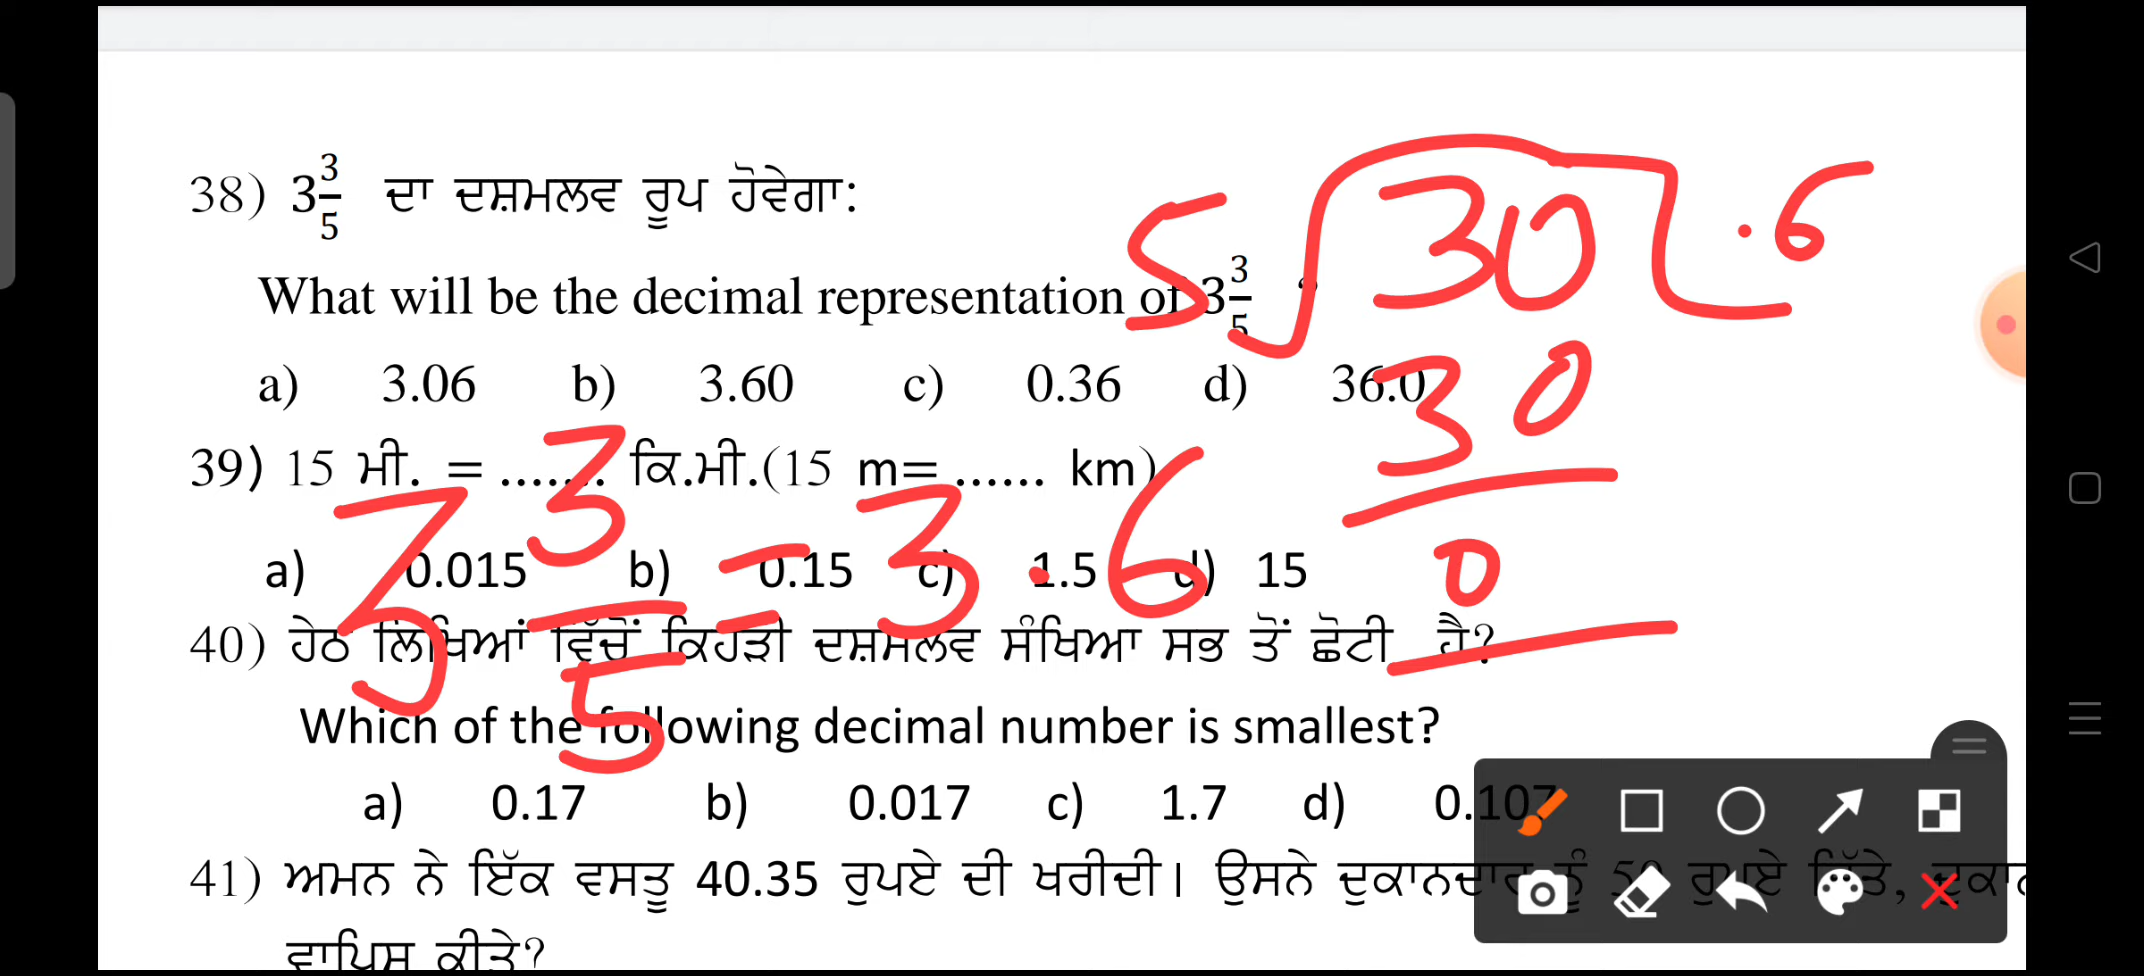 38) 3 3/5 ਦਾ ਦਸ਼ਮਲਵ ਰੂਪ ਹੋਵੇਗਾ:
What will be the decimal representation of 3 3/5 ?
a) 3.06 b) 3.60 c) 0.36 d) 36.0
39) 15 ਮੀ. = ....... ਕਿ.ਮੀ.(15 m= ...... km)
a) 0.015 b) 0.15 c) 1.5 d) 15
40) ਹੇਠ ਲਿਖਿਆਂ ਵਿੱਚੋਂ ਕਿਹੜੀ ਦਸ਼ਮਲਵ ਸੰਖਿਆ ਸਭ ਤੋਂ ਛੋਟੀ ਹੈ?
Which of the following decimal number is smallest?
a) 0.17 b) 0.017 c) 1.7 d) 0.107
41) ਅਮਨ ਨੇ ਇੱਕ ਵਸਤੂ 40.35 ਰੁਪਏ ਦੀ ਖਰੀਦੀ। ਉਸਨੇ ਦੁਕਾਨਦਾਰ ਨੂੰ 50 ਰੁਪਏ ਦਿੱਤੇ,
ਵਾਪਿਸ ਕੀਤੇ?
5 30 .6
30
0
3 3/5 = 3.6